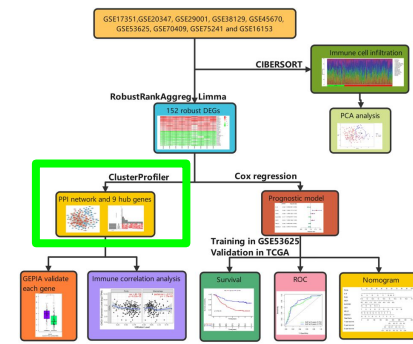 GSE17351,GSE20347, GSE29001, GSE38129, GSE45670,
GSE53625, GSE70409, GSE75241 and GSE16153
CIBERSORT
Immune cell infiltration
RobustRankAggreg Limma
152 robust DEGs
PCA analysis
ClusterProfiler
Cox regression
PPI network and 9 hub genes
Prognostic model
Training in GSE53625
Validation in TCGA
GEPIA validate
each gene
Immune correlation analysis
Survival
ROC
Nomogram